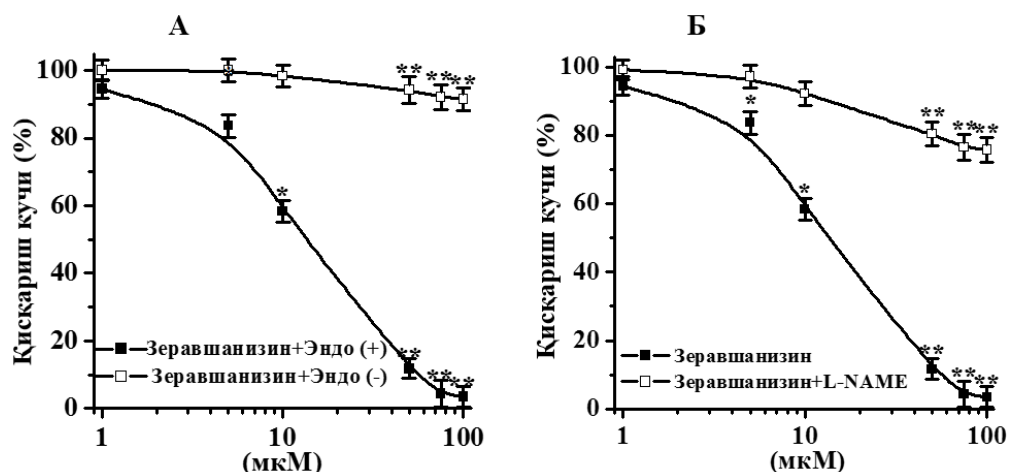 А
Қисқариш кучи (%)
100
80
60
40
20
0
** ** **
*
** ** **
Зеравшанизин+Эндо (+)
Зеравшанизин+Эндо (-)
1 10 100
(мкМ)
Б
Қисқариш кучи (%)
100
80
60
40
20
0
*
** ** **
*
** ** **
Зеравшанизин
Зеравшанизин+L-NAME
1 10 100
(мкМ)